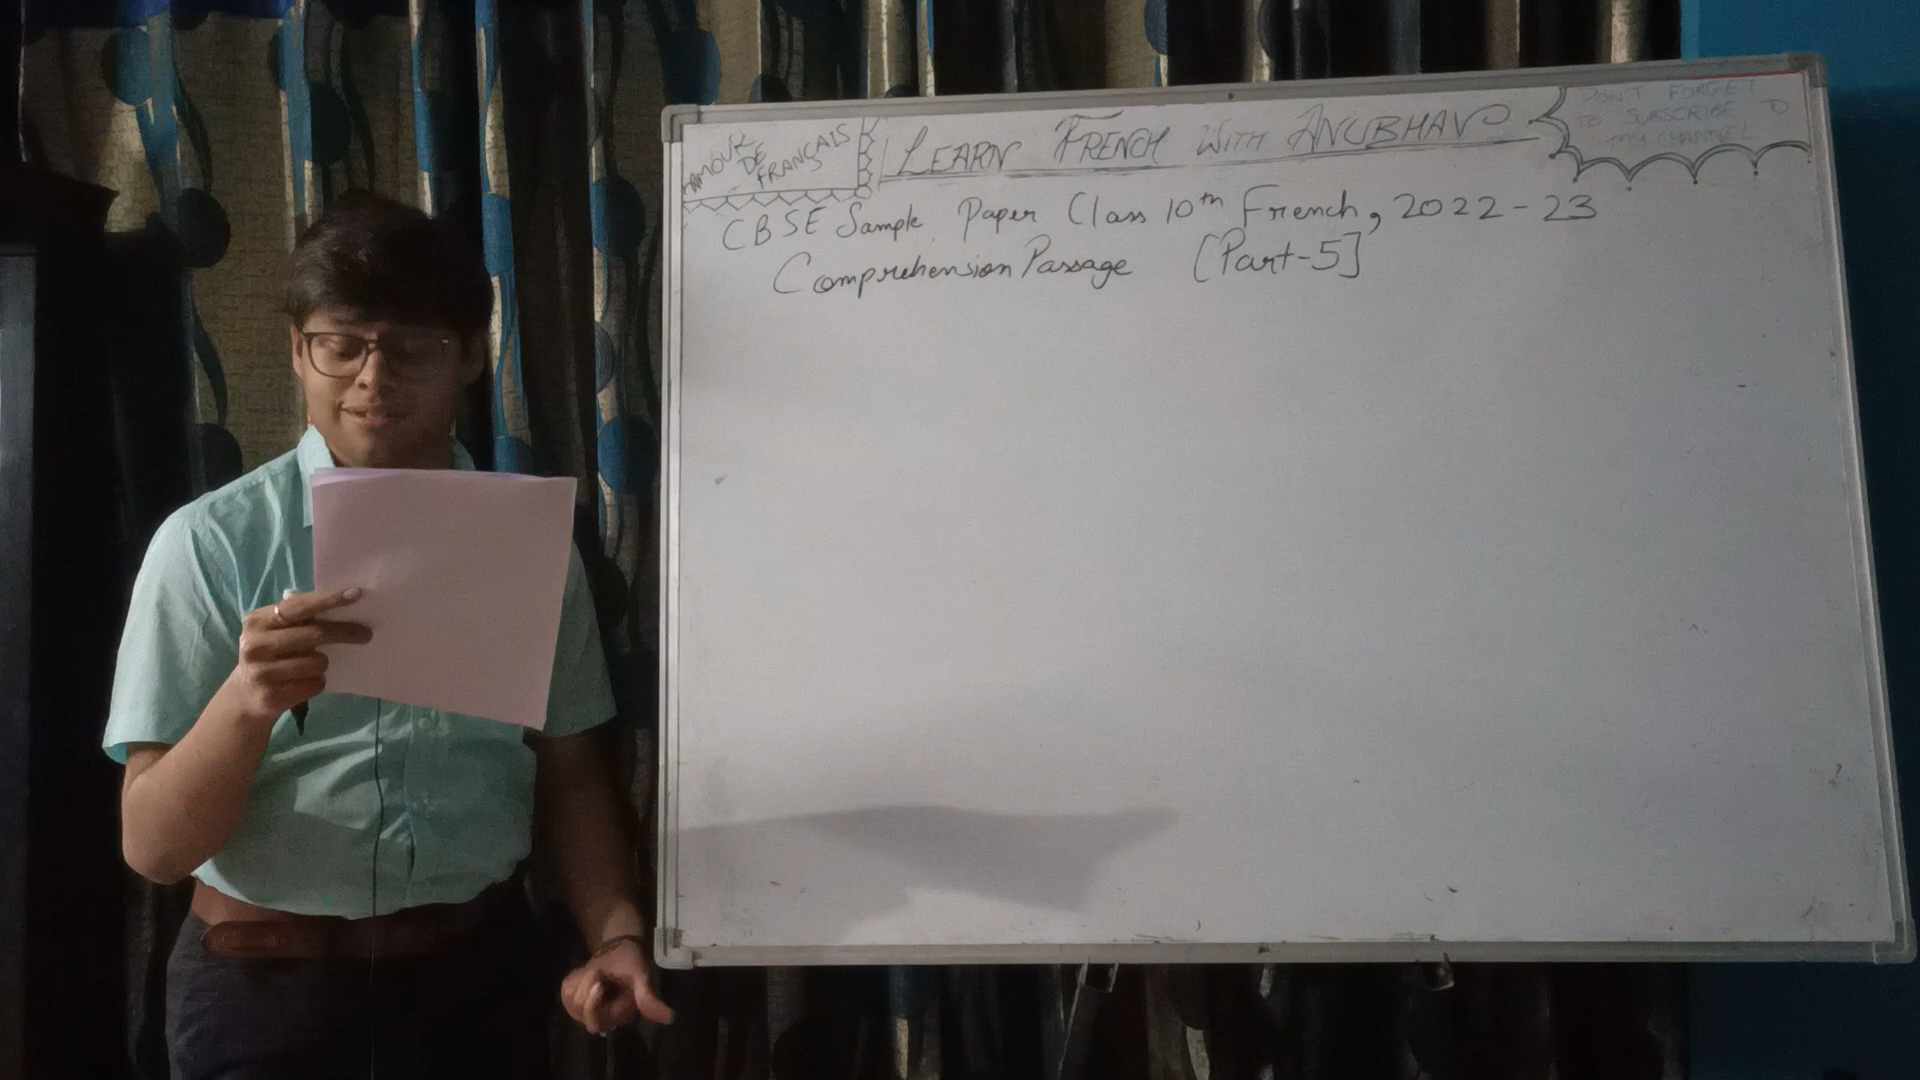 AMOUR
DE
FRANÇAIS
LEARN FRENCH WITH ANUBHAV
DON'T FORGET
TO SUBSCRIBE TO
MY CHANNEL
CBSE Sample Paper Class 10th French, 2022-23
Comprehension Passage [Part-5]